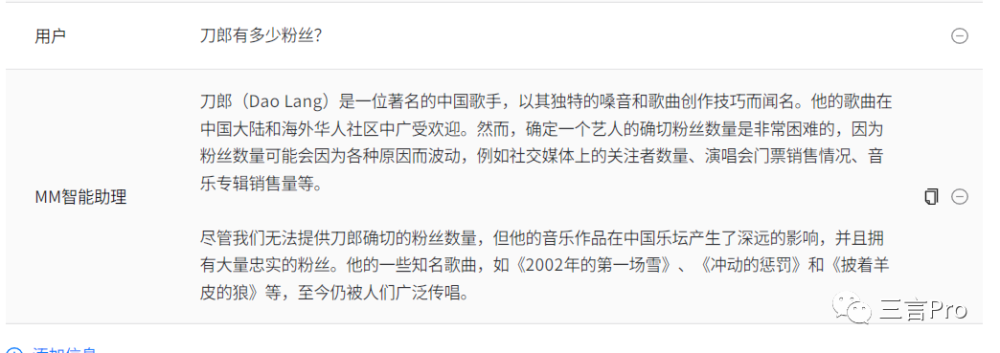 用户
刀郎有多少粉丝？
刀郎（Dao Lang）是一位著名的中国歌手，以其独特的嗓音和歌曲创作技巧而闻名。他的歌曲在
中国大陆和海外华人社区中广受欢迎。然而，确定一个艺人的确切粉丝数量是非常困难的，因为
粉丝数量可能会因为各种原因而波动，例如社交媒体上的关注者数量、演唱会门票销售情况、音
乐专辑销售量等。
MM智能助理
尽管我们无法提供刀郎确切的粉丝数量，但他的音乐作品在中国乐坛产生了深远的影响，并且拥
有大量忠实的粉丝。他的一些知名歌曲，如《2002年的第一场雪》、《冲动的惩罚》和《披着羊
皮的狼》等，至今仍被人们广泛传唱。
三言Pro
添加信息